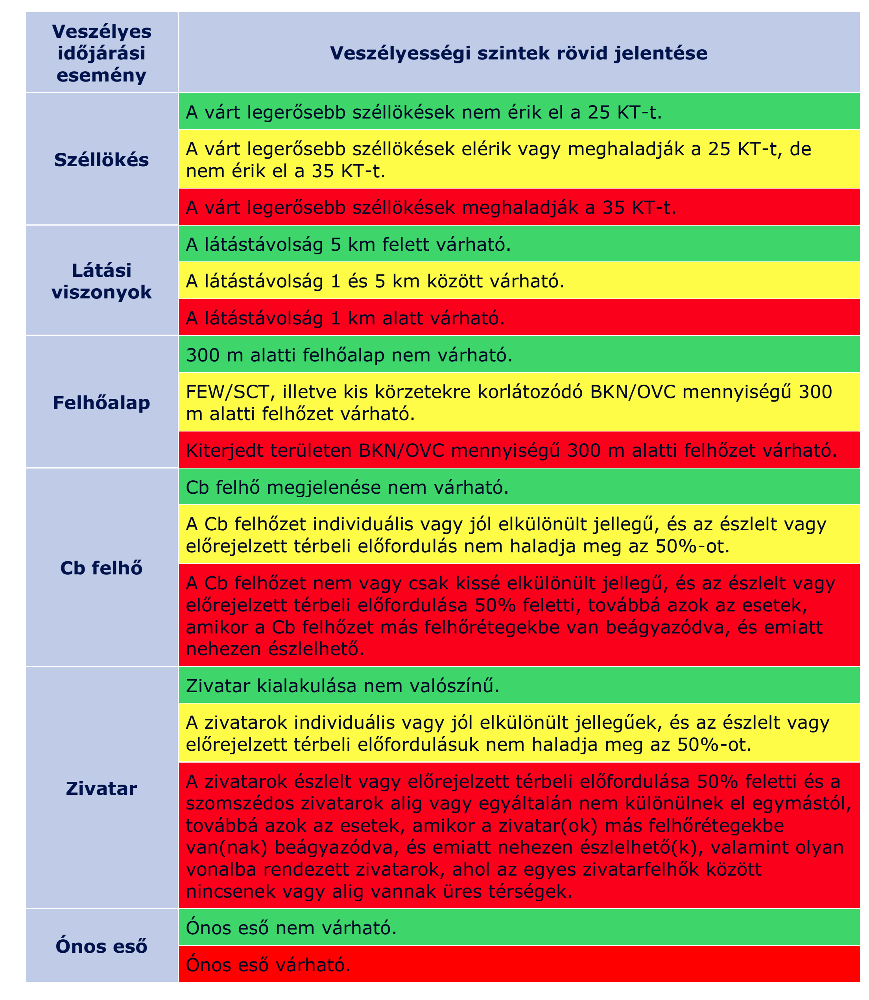 Veszélyes
időjárási
esemény
Veszélyességi szintek rövid jelentése
Széllökés
A várt legerősebb széllökések nem érik el a 25 KT-t.
A várt legerősebb széllökések elérik vagy meghaladják a 25 KT-t, de
nem érik el a 35 KT-t.
A várt legerősebb széllökések meghaladják a 35 KT-t.
Látási
viszonyok
A látástávolság 5 km felett várható.
A látástávolság 1 és 5 km között várható.
A látástávolság 1 km alatt várható.
Felhőalap
300 m alatti felhőalap nem várható.
FEW/SCT, illetve kis körzetekre korlátozódó BKN/OVC mennyiségű 300
m alatti felhőzet várható.
Kiterjedt területen BKN/OVC mennyiségű 300 m alatti felhőzet várható.
Cb felhő
Cb felhő megjelenése nem várható.
A Cb felhőzet individuális vagy jól elkülönült jellegű, és az észlelt vagy
előrejelzett térbeli előfordulás nem haladja meg az 50%-ot.
A Cb felhőzet nem vagy csak kissé elkülönült jellegű, és az észlelt vagy
előrejelzett térbeli előfordulása 50% feletti, továbbá azok az esetek,
amikor a Cb felhőzet más felhőrétegekbe van beágyazódva, és emiatt
nehezen észlelhető.
Zivatar
Zivatar kialakulása nem valószínű.
A zivatarok individuális vagy jól elkülönült jellegűek, és az észlelt vagy
előrejelzett térbeli előfordulásuk nem haladja meg az 50%-ot.
A zivatarok észlelt vagy előrejelzett térbeli előfordulása 50% feletti és a
szomszédos zivatarok alig vagy egyáltalán nem különülnek el egymástól,
továbbá azok az esetek, amikor a zivatar(ok) más felhőrétegekbe
van(nak) beágyazódva, és emiatt nehezen észlelhető(k), valamint olyan
vonalba rendezett zivatarok, ahol az egyes zivatarfelhők között
nincsenek vagy alig vannak üres térségek.
Ónos eső
Ónos eső nem várható.
Ónos eső várható.